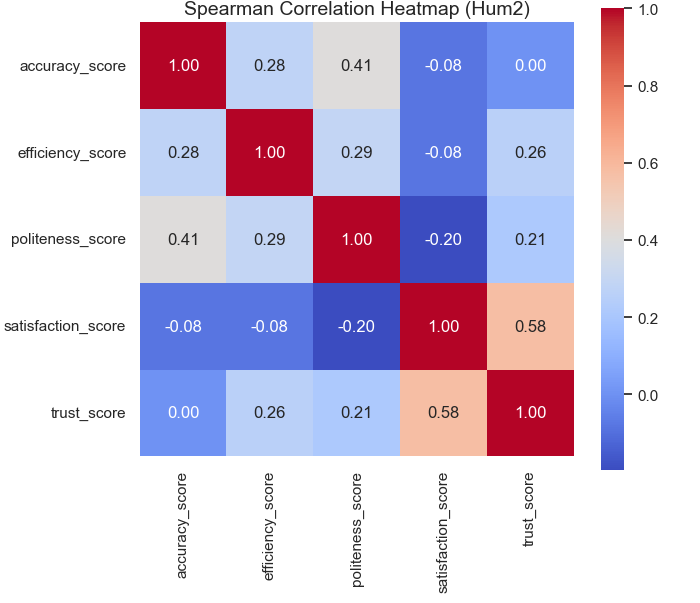 Spearman Correlation Heatmap (Hum2)
accuracy_score 1.00 0.28 0.41 -0.08 0.00
efficiency_score 0.28 1.00 0.29 -0.08 0.26
politeness_score 0.41 0.29 1.00 -0.20 0.21
satisfaction_score -0.08 -0.08 -0.20 1.00 0.58
trust_score 0.00 0.26 0.21 0.58 1.00
accuracy_score
efficiency_score
politeness_score
satisfaction_score
trust_score
1.0
0.8
0.6
0.4
0.2
0.0